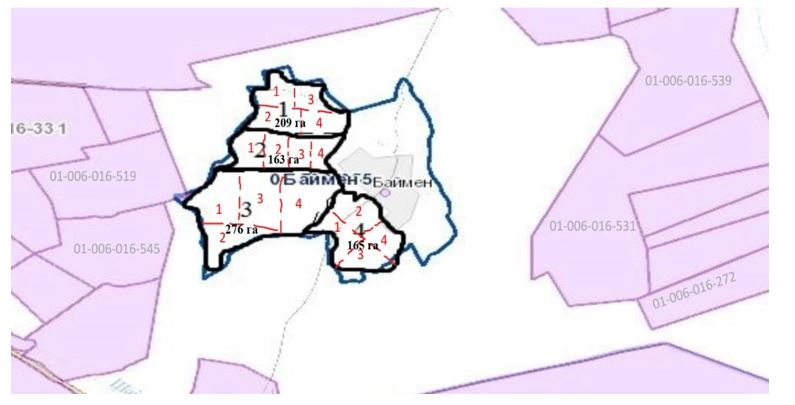 01-006-016-539
1 3
1
2 4
209 га
16-33 1
2
1 2 3 4
163 га
01-006-016-519
0 Баймен 5
Баймен
3
1 3 4
2
276 га
4
2
1 4
3
165 га
01-006-016-531
01-006-016-545
01-006-016-272